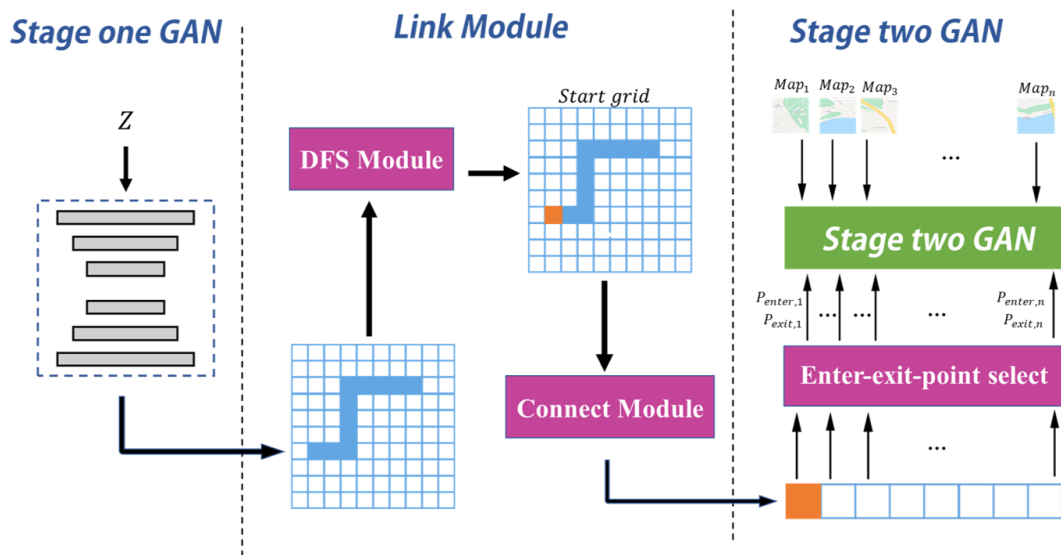 Stage one GAN
Link Module
Stage two GAN
Z
DFS Module
Start grid
Connect Module
Map1 Map2 Map3 Mapn
...
Stage two GAN
Penter,1 Penter,n
Pexit,1 ... ... ... Pexit,n
Enter-exit-point select
...